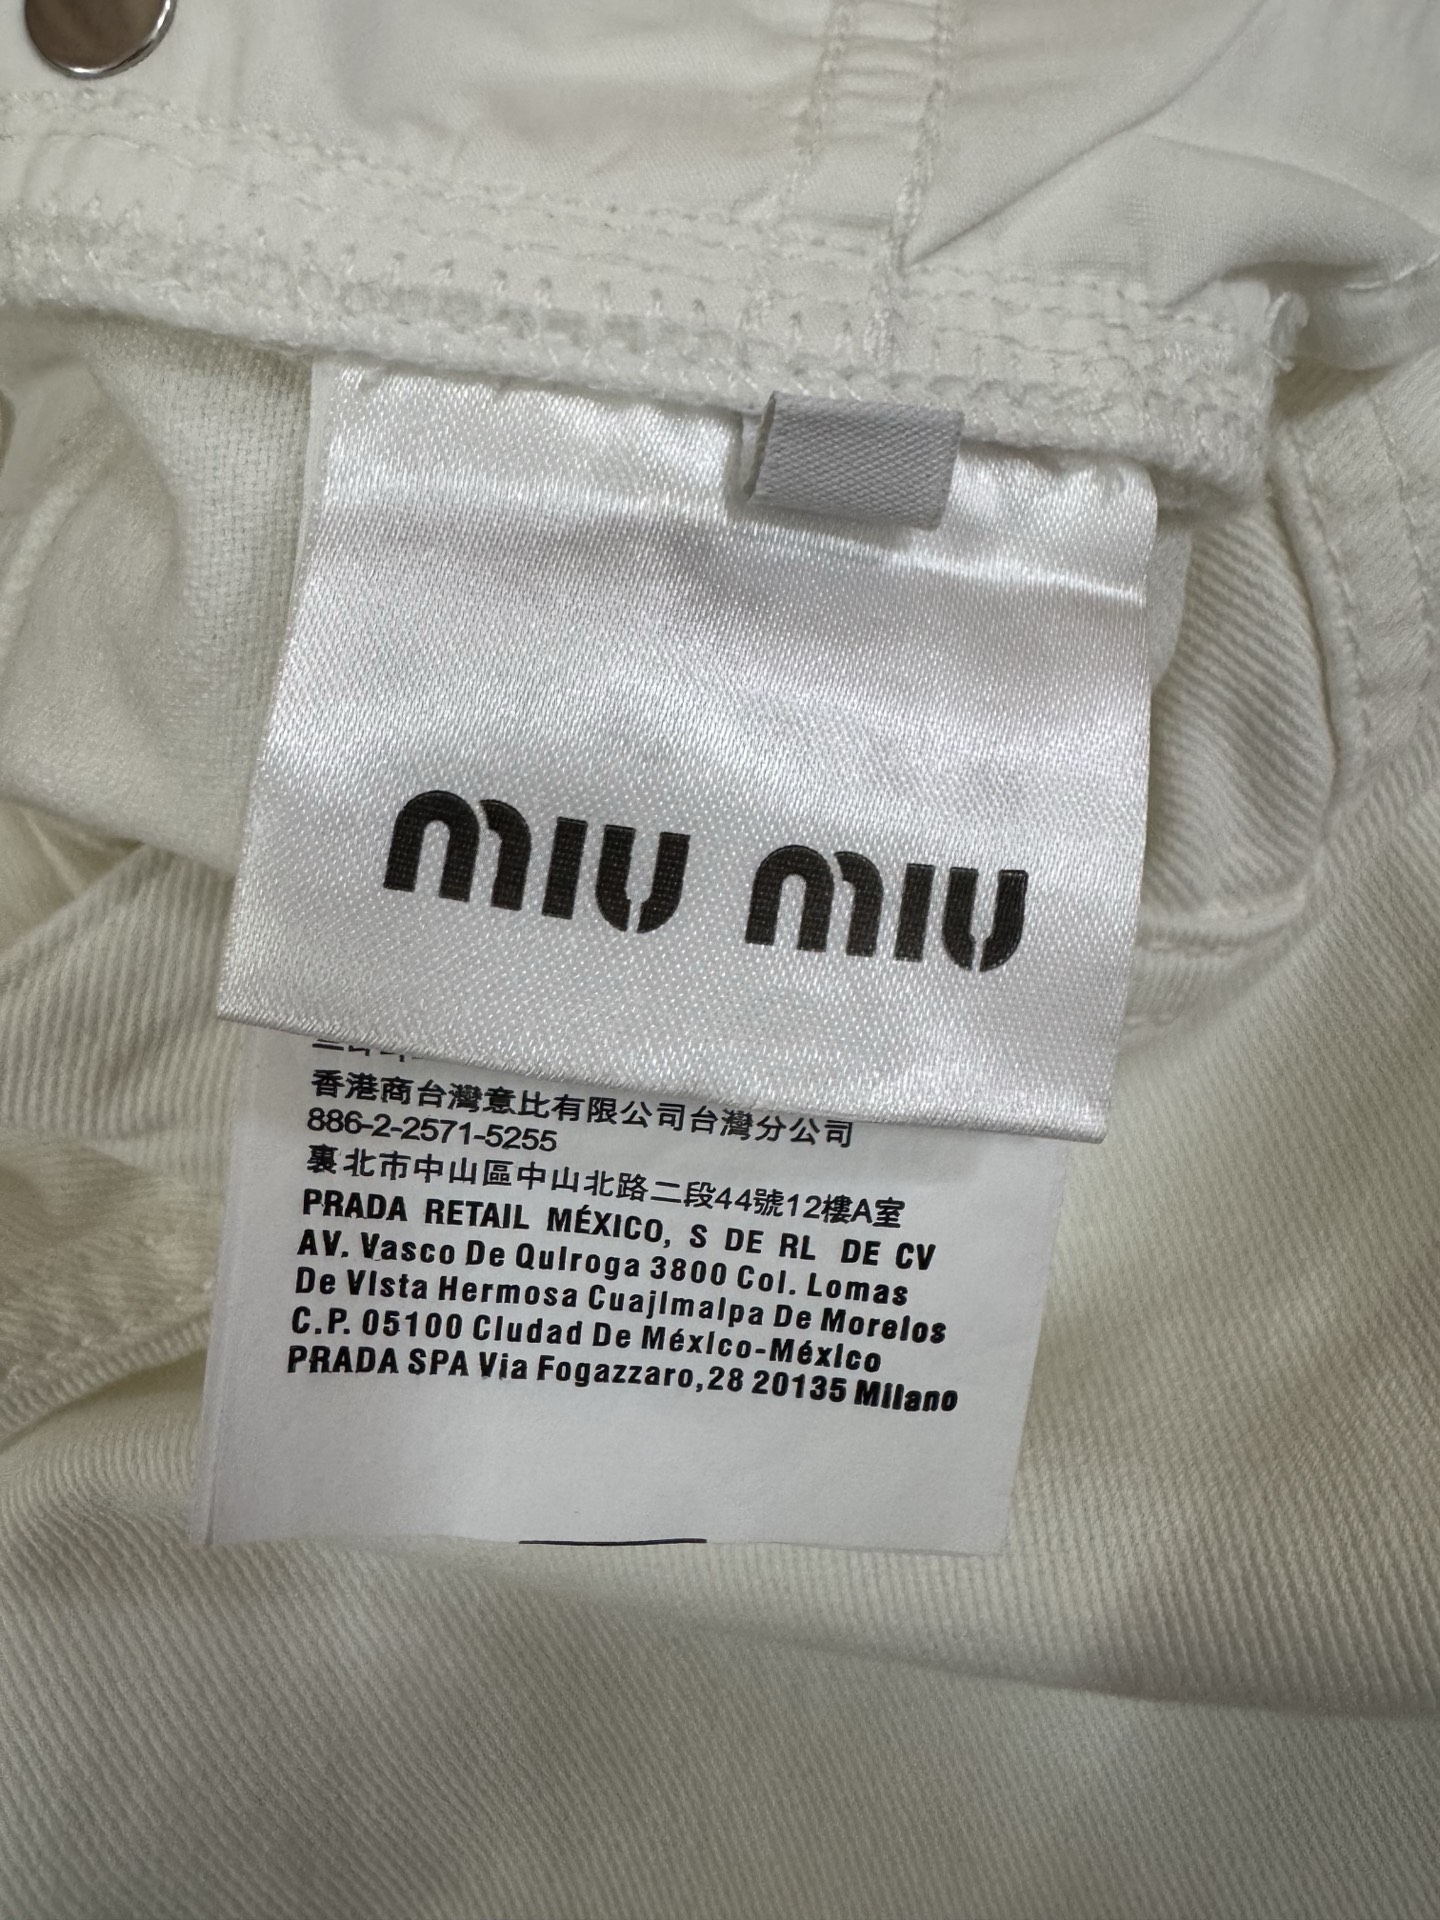 miu miu
香港商台灣意比有限公司台灣分公司
886-2-2571-5255
裏北市中山區中山北路二段44號12樓A室
PRADA RETAIL MÉXICO, S DE RL DE CV
AV. Vasco De Quiroga 3800 Col. Lomas
De Vista Hermosa Cuajimalpa De Morelos
C.P. 05100 Ciudad De México-México
PRADA SPA Via Fogazzaro,28 20135 Milano